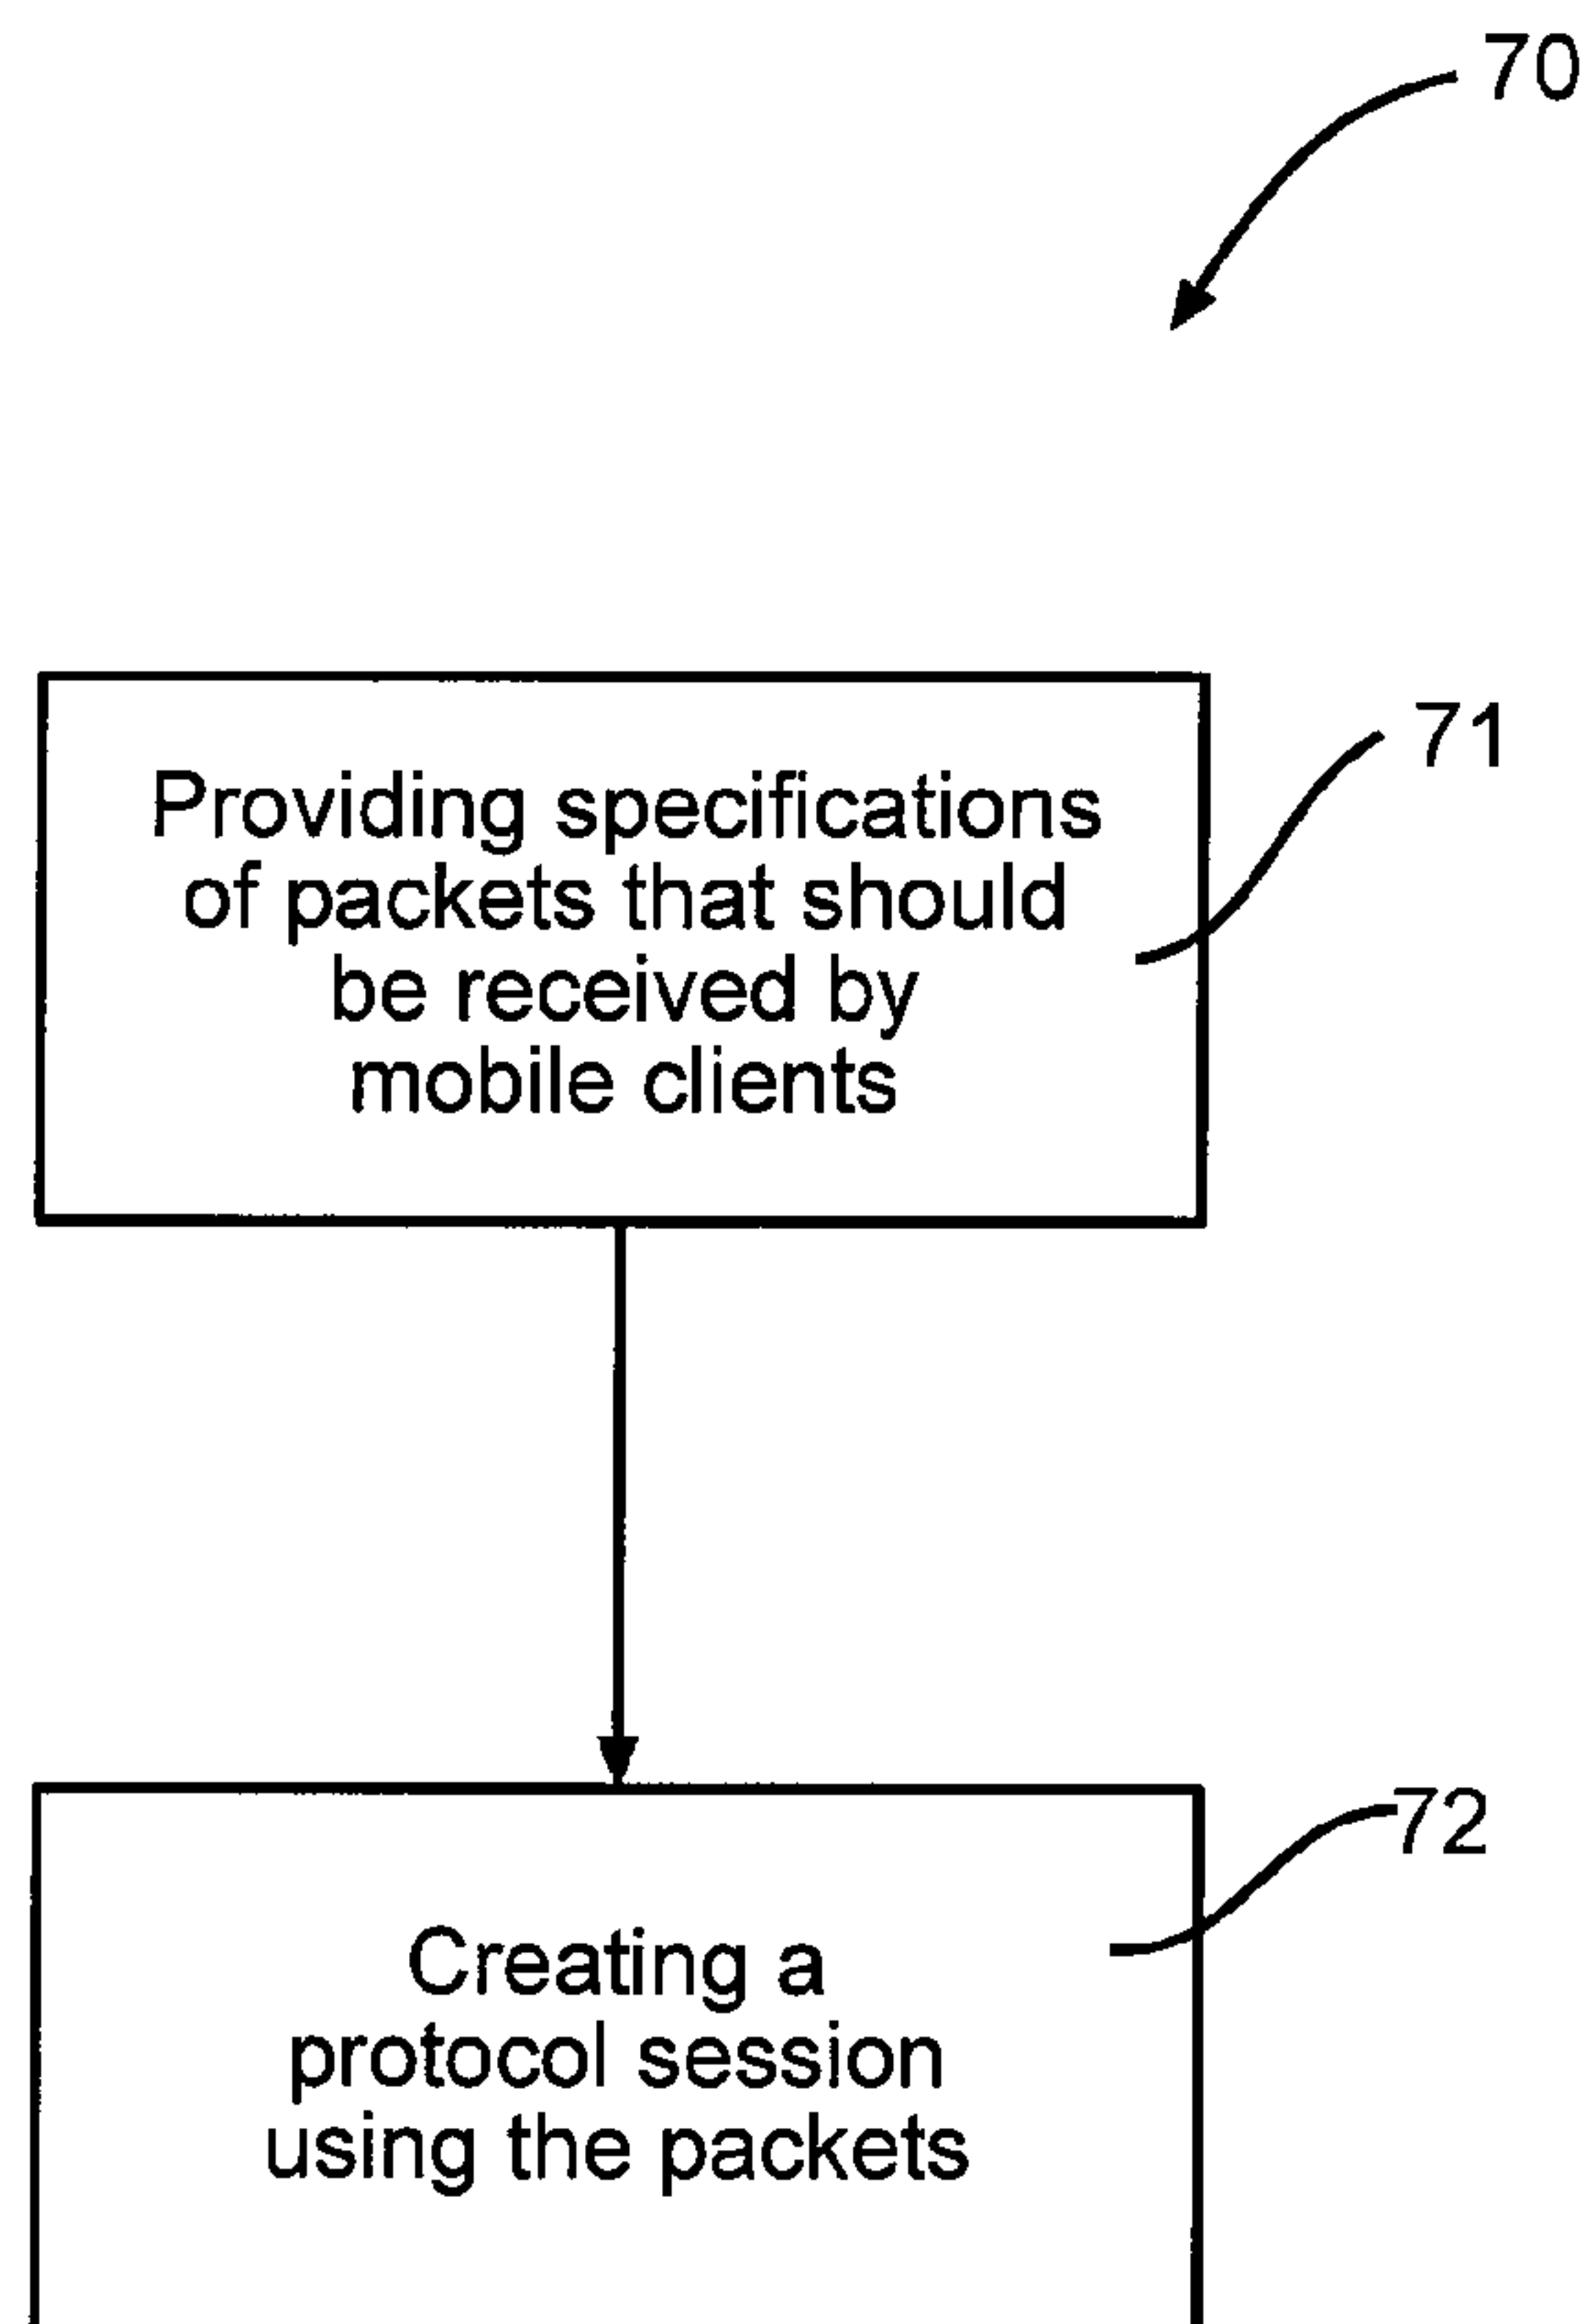 70
71
Providing specifications
of packets that should
be received by
mobile clients
72
Creating a
protocol session
using the packets